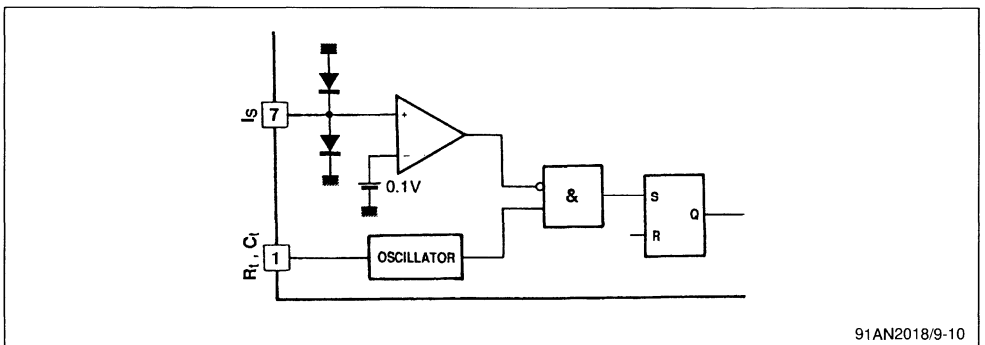 Is
7
+
−
0.1V
&
S
Q
R
Rt , Ct
1
OSCILLATOR
91AN2018/9-10